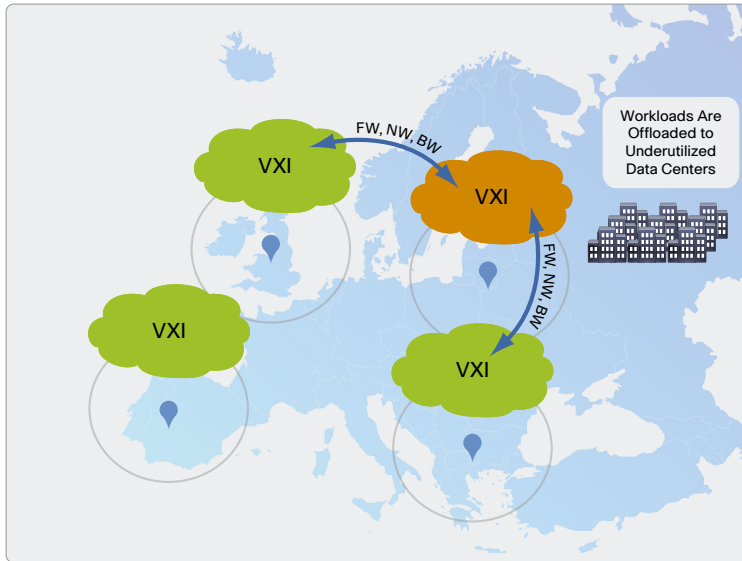 FW, NW, BW
VXI
VXI
Workloads Are
Offloaded to
Underutilized
Data Centers
FW, NW, BW
VXI
VXI